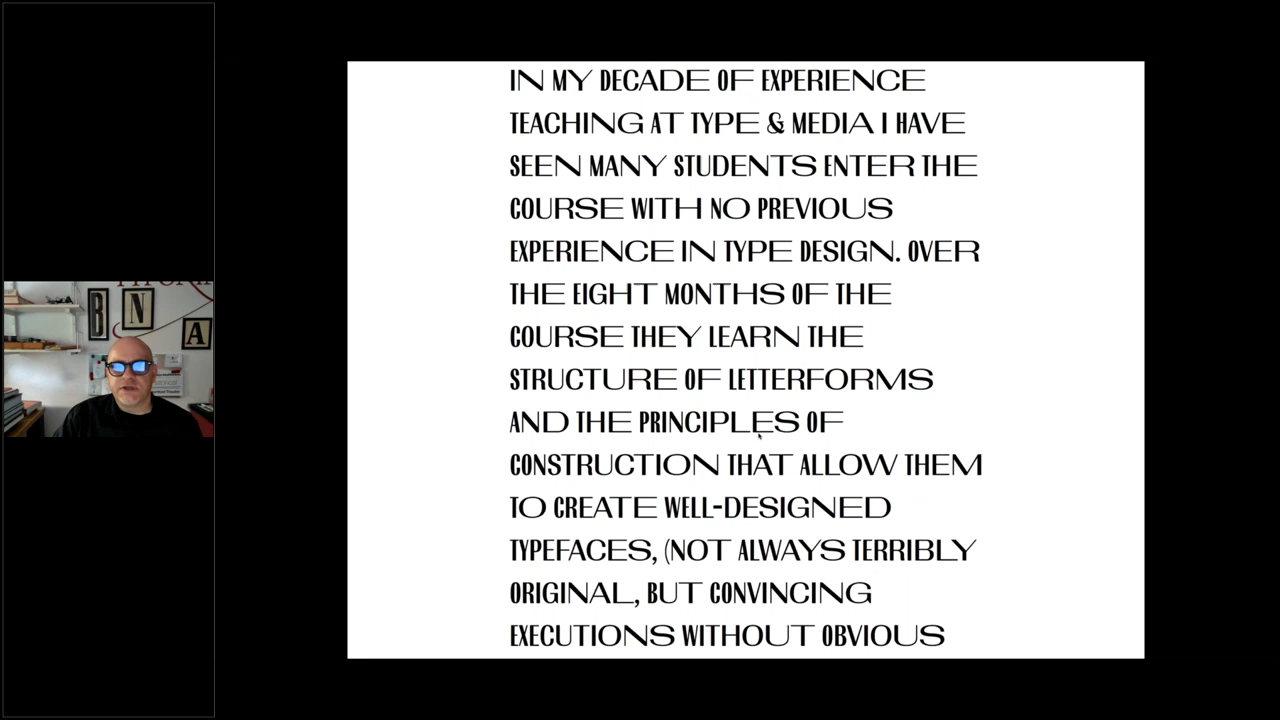 IN MY DECADE OF EXPERIENCE
TEACHING AT TYPE & MEDIA I HAVE
SEEN MANY STUDENTS ENTER THE
COURSE WITH NO PREVIOUS
EXPERIENCE IN TYPE DESIGN. OVER
THE EIGHT MONTHS OF THE
COURSE THEY LEARN THE
STRUCTURE OF LETTERFORMS
AND THE PRINCIPLES OF
CONSTRUCTION THAT ALLOW THEM
TO CREATE WELL-DESIGNED
TYPEFACES, (NOT ALWAYS TERRIBLY
ORIGINAL, BUT CONVINCING
EXECUTIONS WITHOUT OBVIOUS
B N
A